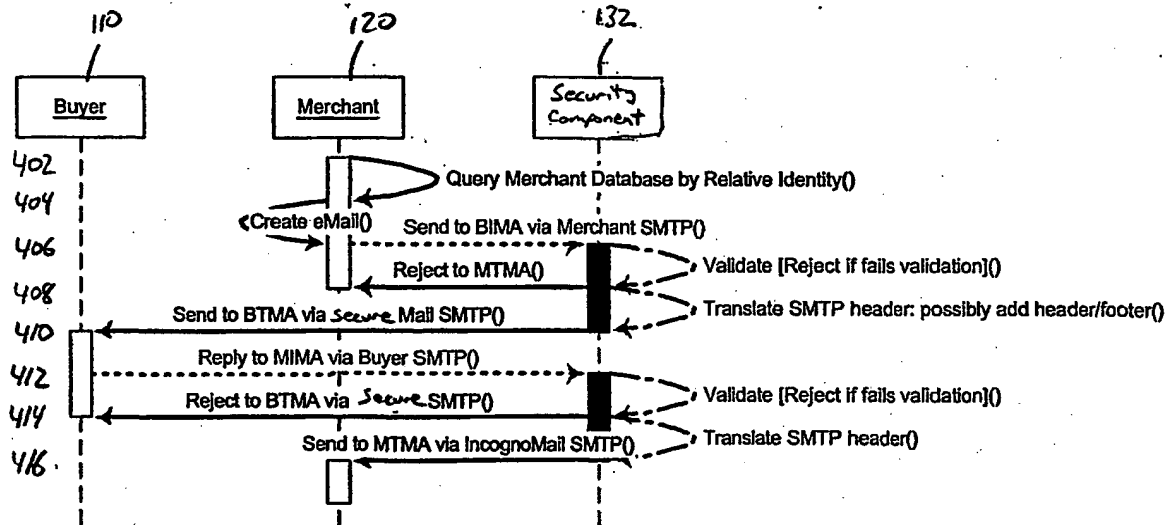 110
120
132
Buyer
Merchant
Security Component
402
Query Merchant Database by Relative Identity()
404
Create eMail()
Send to BIMA via Merchant SMTP()
406
Reject to MTMA()
Validate [Reject if fails validation]()
408
Send to BTMA via secure Mail SMTP()
Translate SMTP header: possibly add header/footer()
410
Reply to MIMA via Buyer SMTP()
412
Reject to BTMA via Secure SMTP()
Validate [Reject if fails validation]()
414
Send to MTMA via IncognoMail SMTP()
Translate SMTP header()
416.